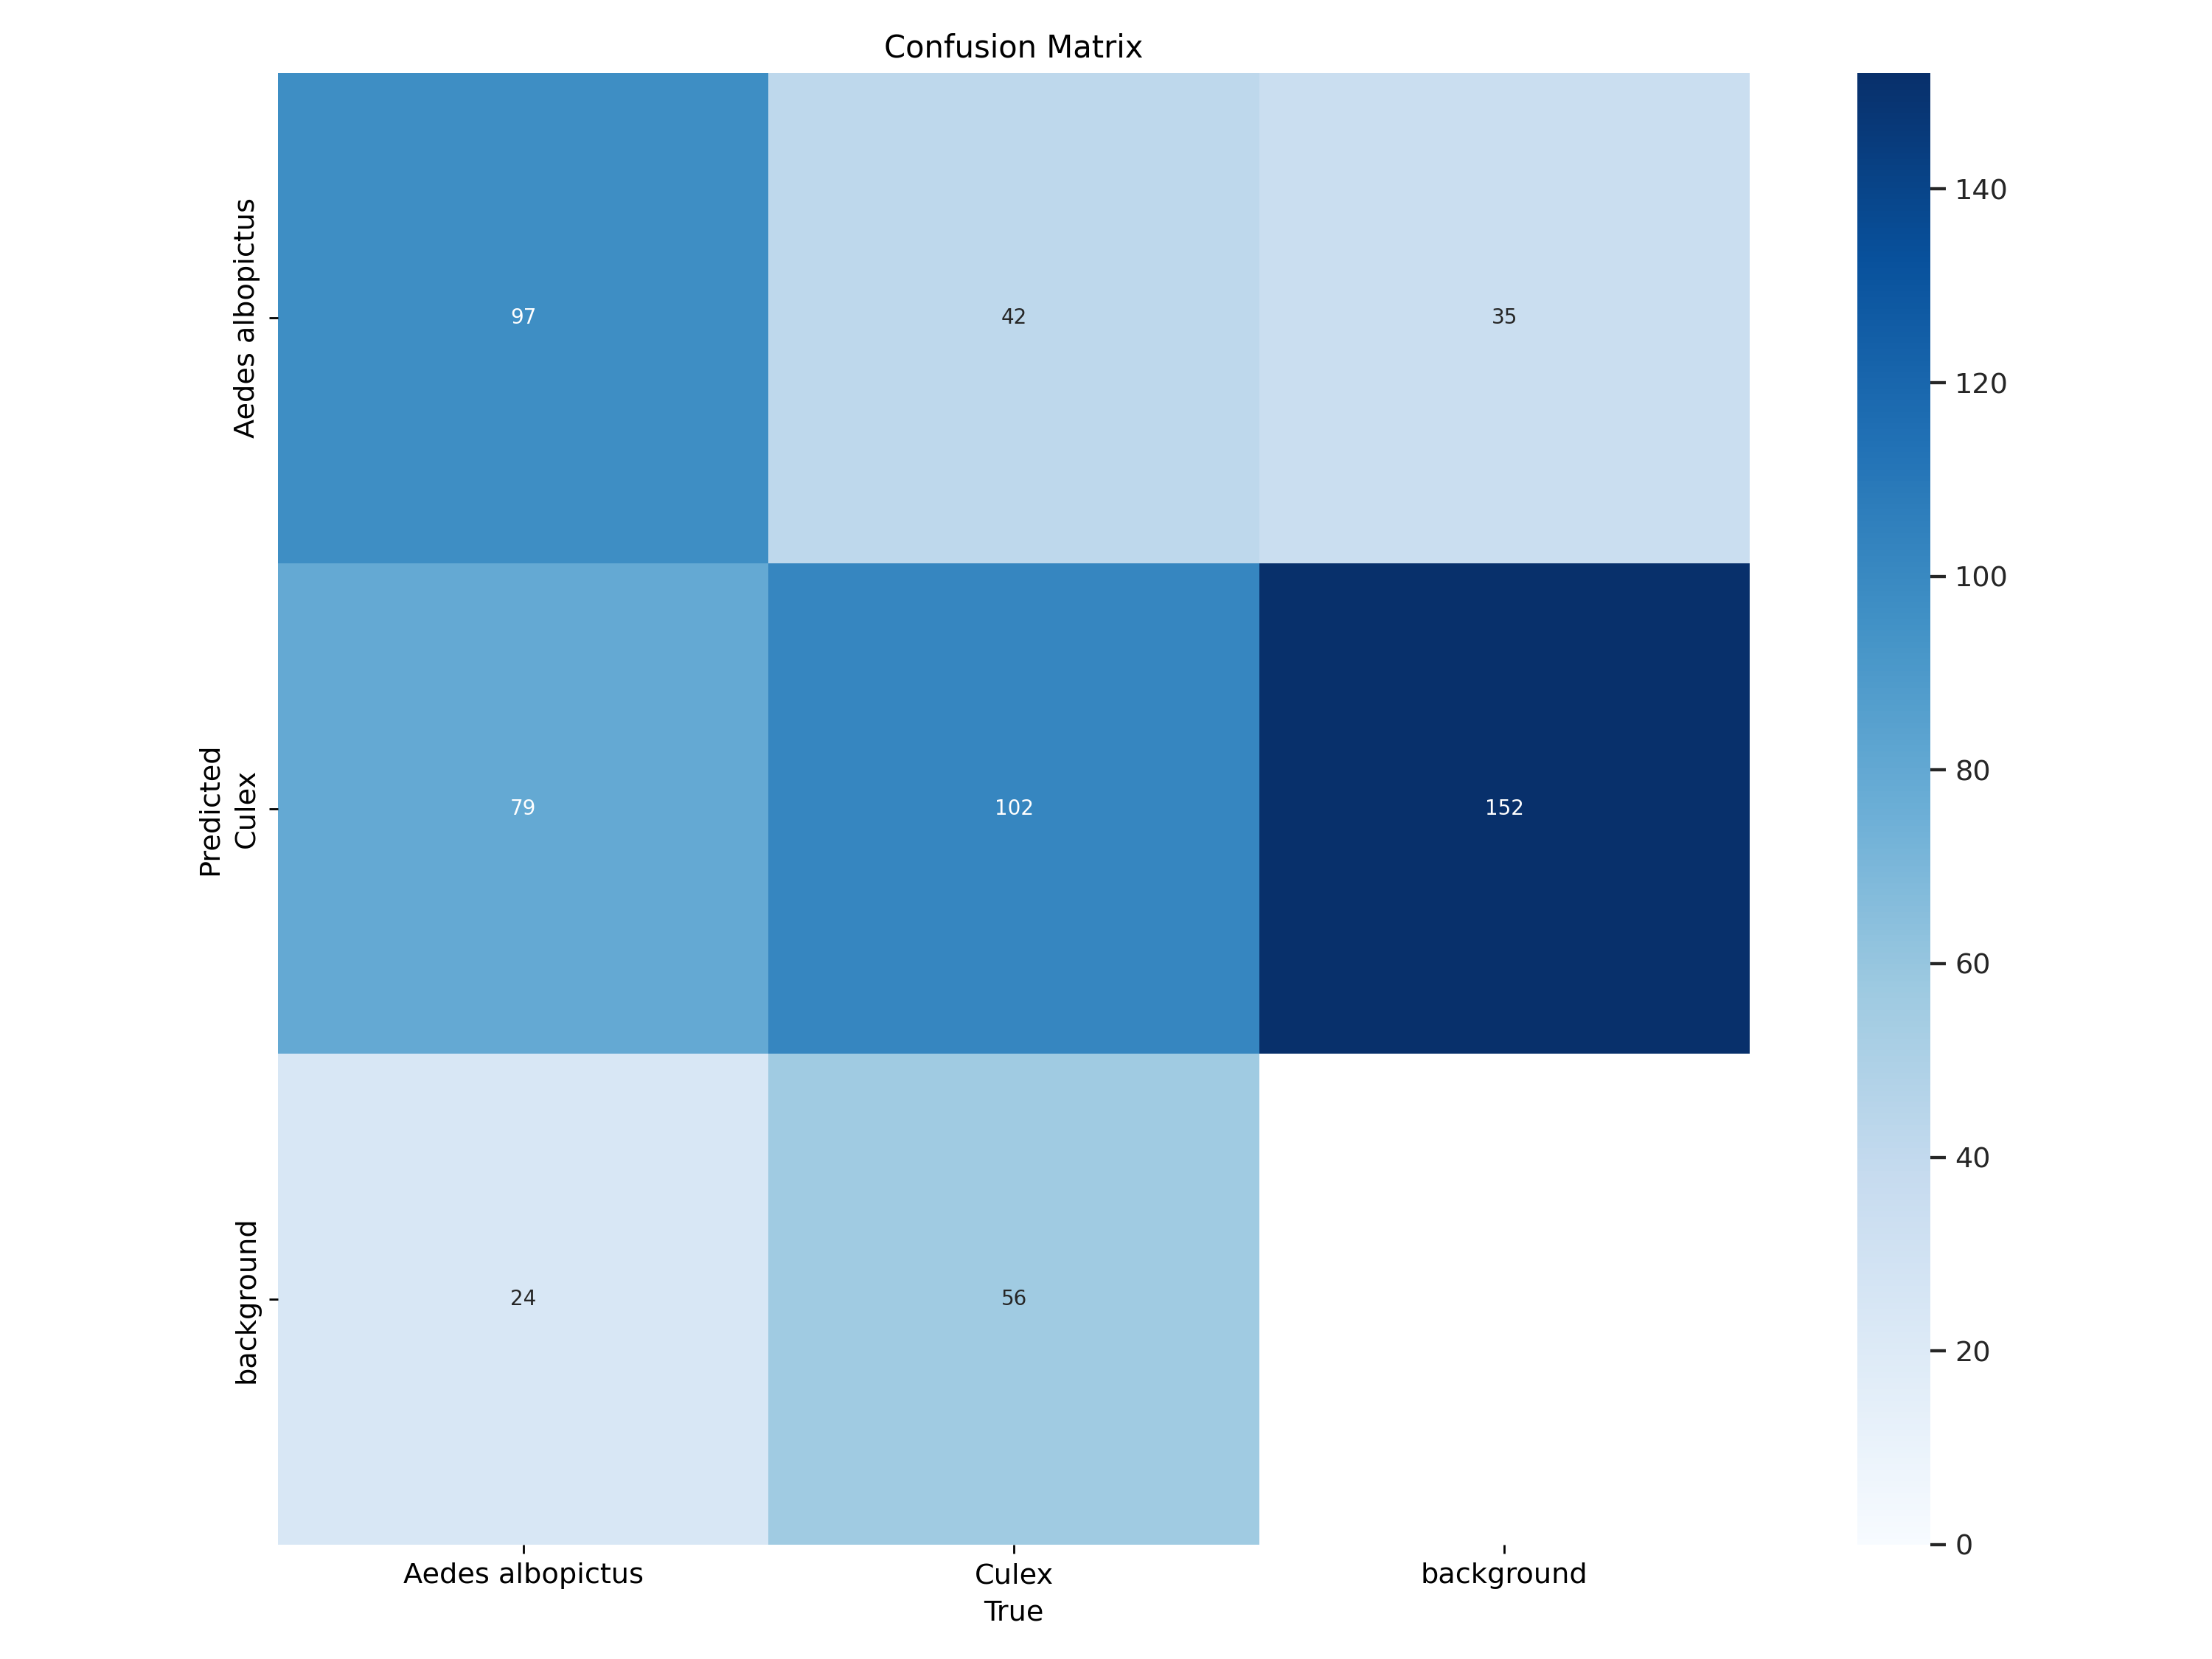 Confusion Matrix
Aedes albopictus
97
42
35
140
120
100
Predicted
Culex
79
102
152
80
60
40
background
24
56
20
0
Aedes albopictus
Culex
background
True